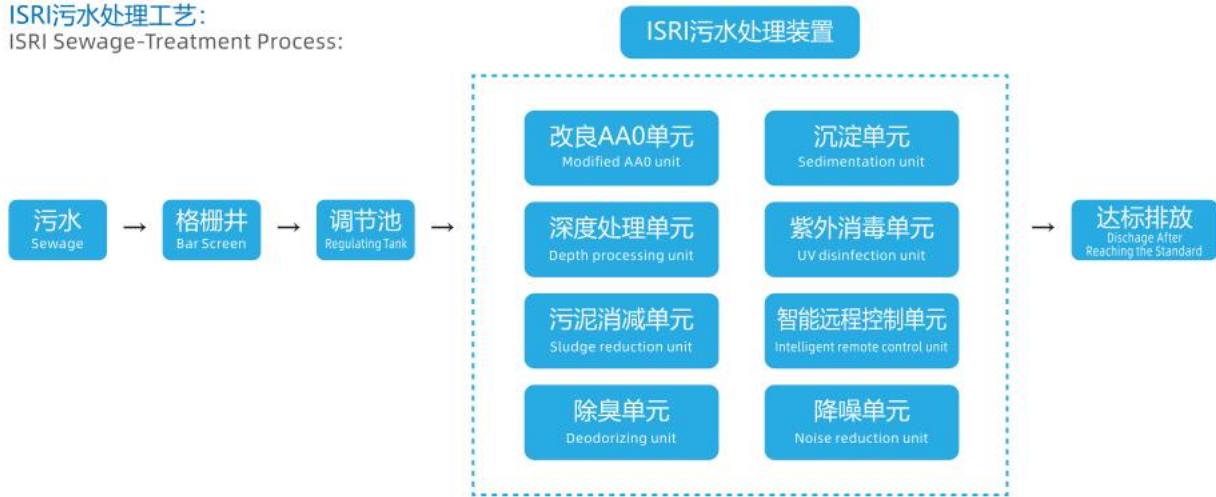 ISRI污水处理工艺:
ISRI Sewage-Treatment Process:
ISRI污水处理装置
污水
Sewage
→
格栅井
Bar Screen
→
调节池
Regulating Tank
→
改良AAO单元
Modified AAO unit
沉淀单元
Sedimentation unit
深度处理单元
Depth processing unit
紫外消毒单元
UV disinfection unit
污泥消减单元
Sludge reduction unit
智能远程控制单元
Intelligent remote control unit
除臭单元
Deodorizing unit
降噪单元
Noise reduction unit
→
达标排放
Dischage After
Reaching the Standard